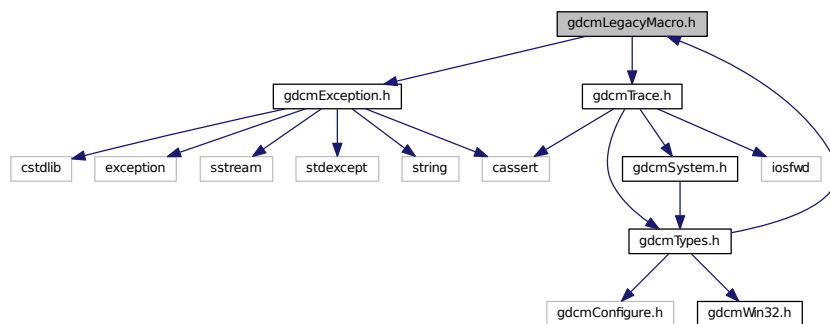 gdcmLegacyMacro.h
gdcmException.h
gdcmTrace.h
cstdlib
exception
sstream
stdexcept
string
cassert
gdcmSystem.h
iosfwd
gdcmTypes.h
gdcmConfigure.h
gdcmWin32.h